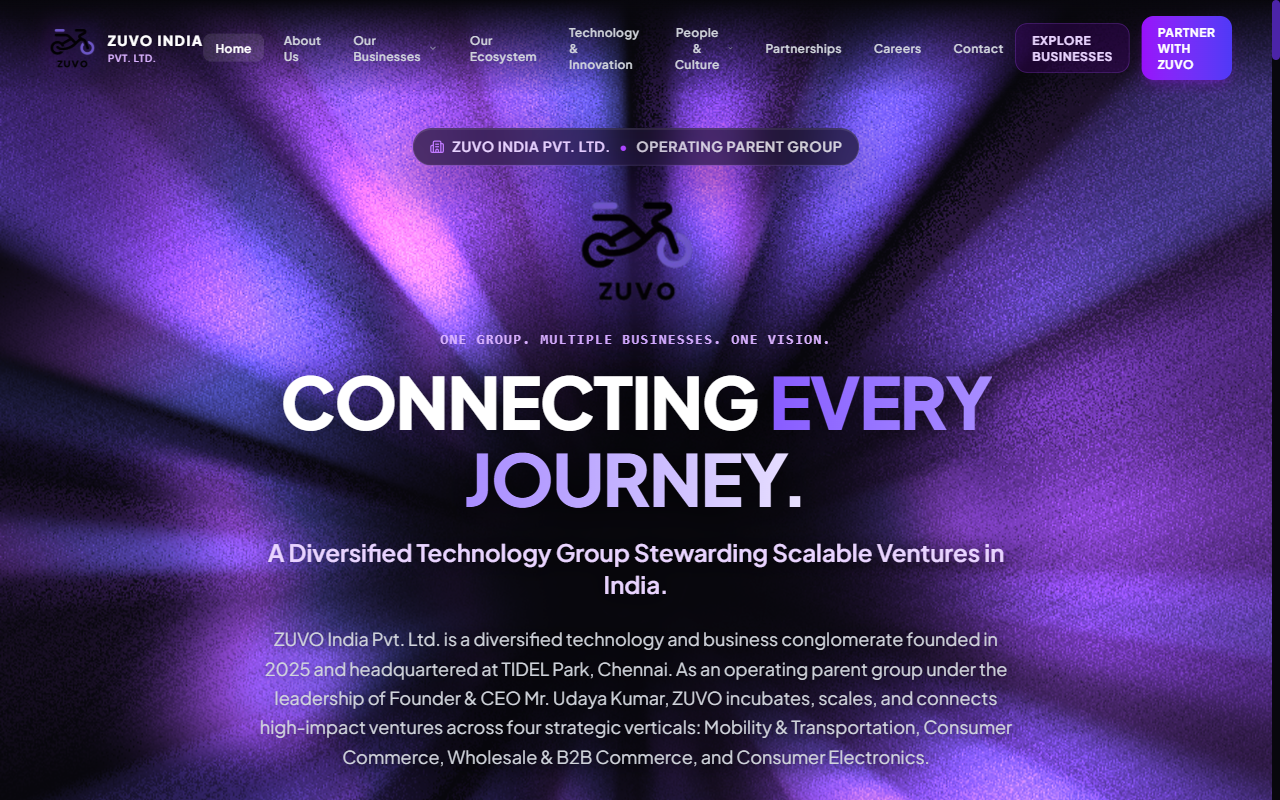 ZUVO
ZUVO INDIA
PVT. LTD.
Home
About
Us
Our
Businesses
Our
Ecosystem
Technology
&
Innovation
People
&
Culture
Partnerships
Careers
Contact
EXPLORE
BUSINESSES
PARTNER
WITH
ZUVO
ZUVO INDIA PVT. LTD. • OPERATING PARENT GROUP
ZUVO
ONE GROUP. MULTIPLE BUSINESSES. ONE VISION.
CONNECTING EVERY
JOURNEY.
A Diversified Technology Group Stewarding Scalable Ventures in
India.
ZUVO India Pvt. Ltd. is a diversified technology and business conglomerate founded in
2025 and headquartered at TIDEL Park, Chennai. As an operating parent group under the
leadership of Founder & CEO Mr. Udaya Kumar, ZUVO incubates, scales, and connects
high-impact ventures across four strategic verticals: Mobility & Transportation, Consumer
Commerce, Wholesale & B2B Commerce, and Consumer Electronics.